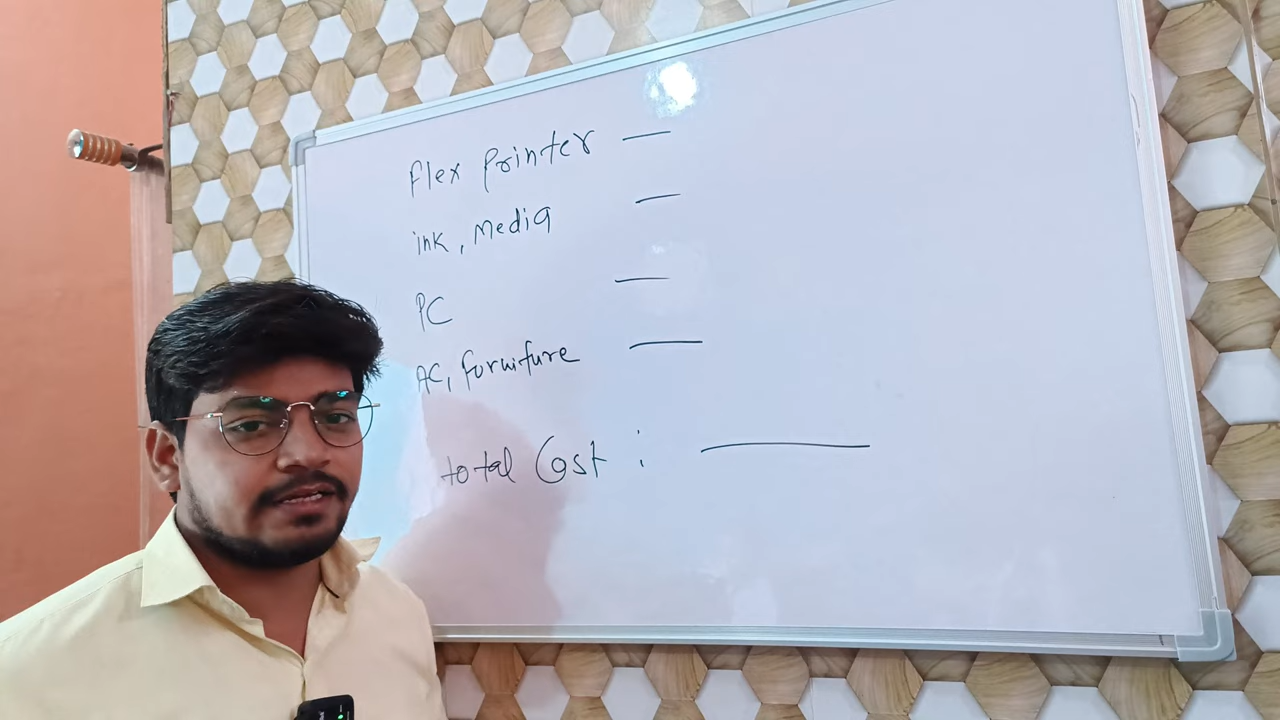 flex printer —
ink, media —
PC —
AC, furniture —
total Cost : —